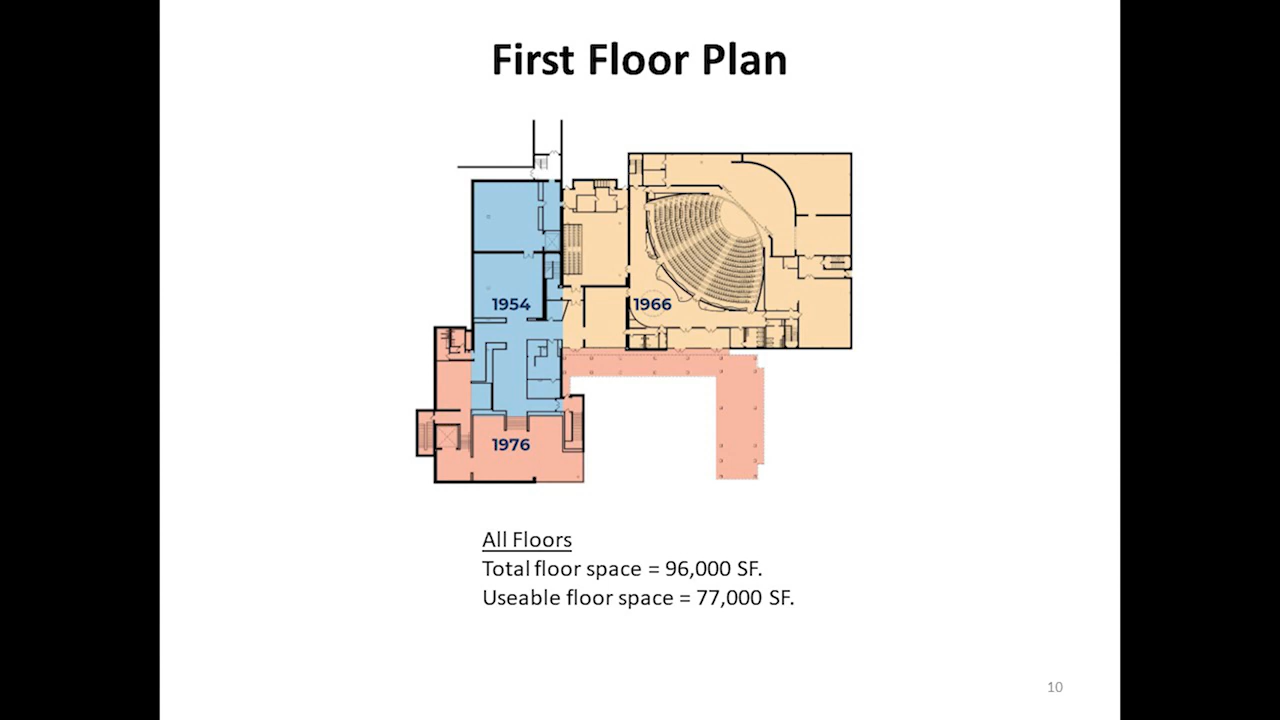 First Floor Plan
1954
1966
1976
All Floors
Total floor space = 96,000 SF.
Useable floor space = 77,000 SF.
10